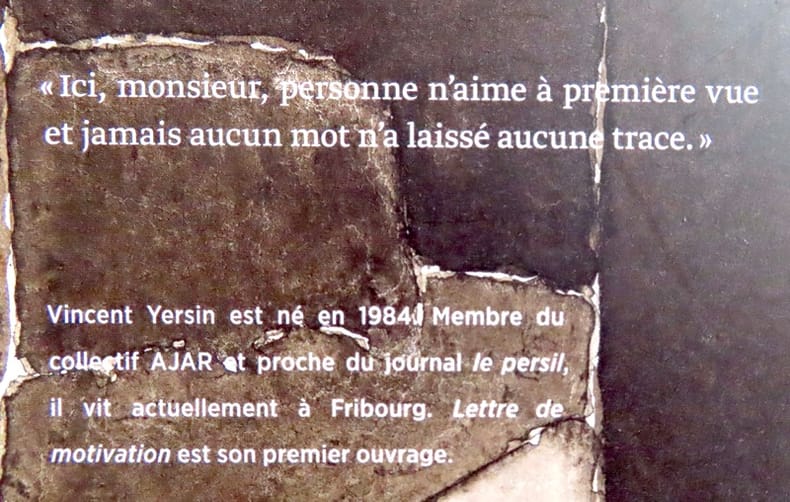 « Ici, monsieur, personne n'aime à première vue
et jamais aucun mot n'a laissé aucune trace. »
Vincent Yersin est né en 1984. Membre du
collectif AJAR et proche du journal le persil,
il vit actuellement à Fribourg. Lettre de
motivation est son premier ouvrage.